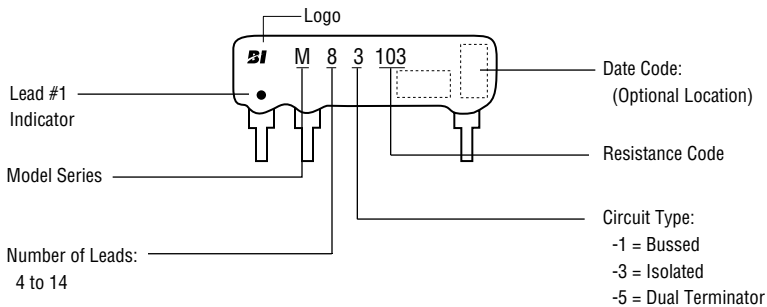 Logo
BI M 8 3 103
Date Code:
(Optional Location)
Lead #1
Indicator
Resistance Code
Model Series
Circuit Type:
-1 = Bussed
-3 = Isolated
-5 = Dual Terminator
Number of Leads:
4 to 14